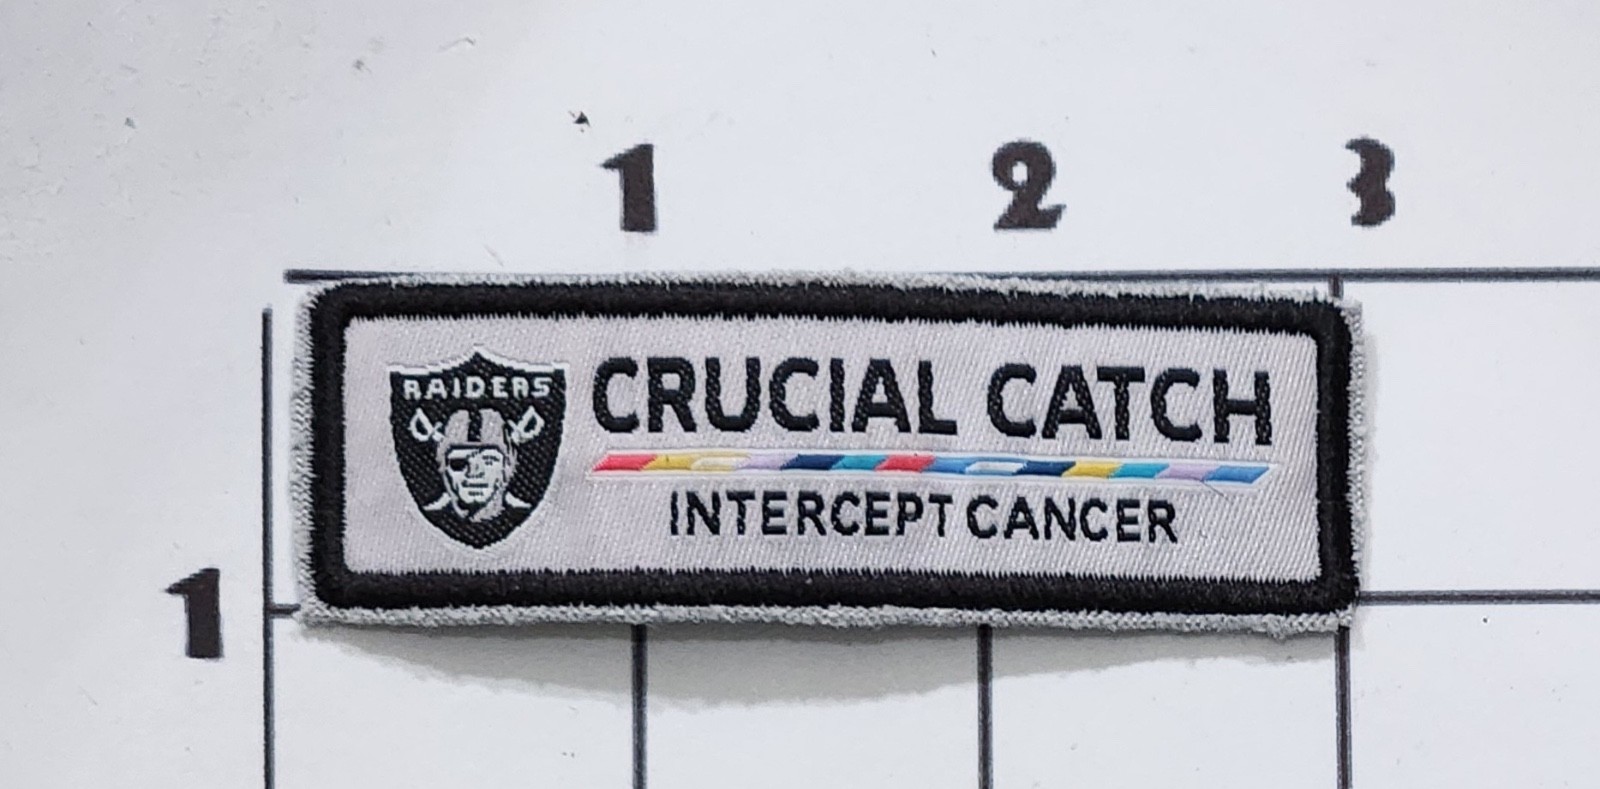 1 2 3
RAIDERS
CRUCIAL CATCH
INTERCEPT CANCER
1